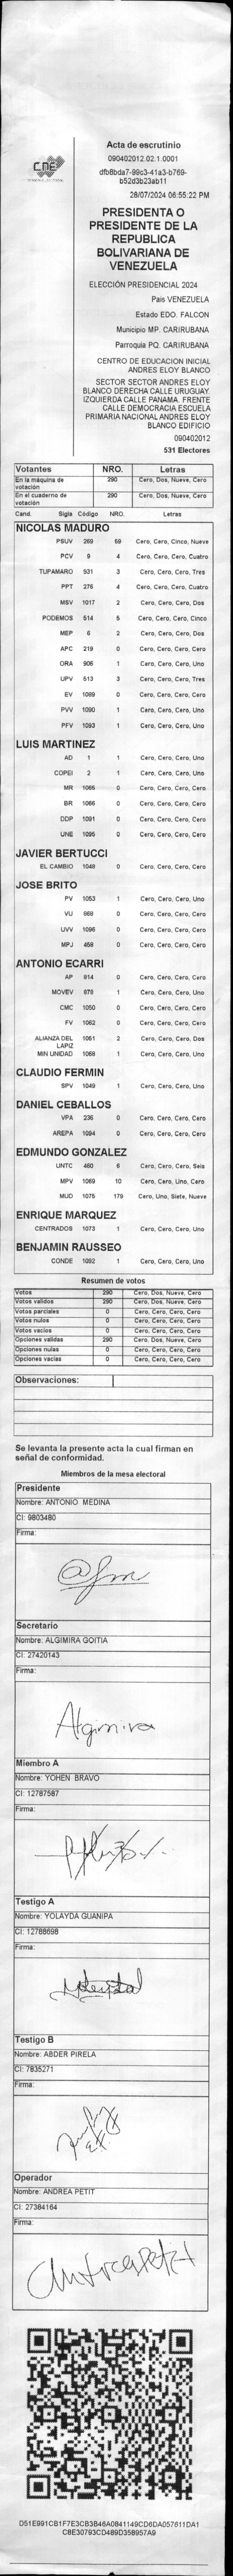 CNE
Acta de escrutinio
090402012.02.1.0001
dfb8bda7-99c3-41a3-b769-
b52d3b23ab11
28/07/2024 06:55:22 PM
PRESIDENTA O
PRESIDENTE DE LA
REPUBLICA
BOLIVARIANA DE
VENEZUELA
ELECCIÓN PRESIDENCIAL 2024
Pais VENEZUELA
Estado EDO. FALCON
Municipio MP. CARIRUBANA
Parroquia PQ. CARIRUBANA
CENTRO DE EDUCACION INICIAL
ANDRES ELOY BLANCO
SECTOR SECTOR ANDRES ELOY
BLANCO DERECHA CALLE URUGUAY
IZQUIERDA CALLE PANAMA. FRENTE
CALLE DEMOCRACIA ESCUELA
PRIMARIA NACIONAL ANDRES ELOY
BLANCO EDIFICIO
090402012
531 Electores
Votantes NRO. Letras
En la máquina de votación 290 Cero, Dos, Nueve, Cero
En el cuaderno de votación 290 Cero, Dos, Nueve, Cero
Cand. Sigla Código NRO. Letras
NICOLAS MADURO
PSUV 269 59 Cero, Cero, Cinco, Nueve
PCV 9 4 Cero, Cero, Cero, Cuatro
TUPAMARO 931 3 Cero, Cero, Cero, Tres
PPT 276 4 Cero, Cero, Cero, Cuatro
MSV 1017 2 Cero, Cero, Cero, Dos
PODEMOS 514 5 Cero, Cero, Cero, Cinco
MEP 6 2 Cero, Cero, Cero, Dos
APC 219 0 Cero, Cero, Cero, Cero
ORA 906 1 Cero, Cero, Cero, Uno
UPV 513 3 Cero, Cero, Cero, Tres
EV 1089 0 Cero, Cero, Cero, Cero
PVV 1090 1 Cero, Cero, Cero, Uno
PFV 1093 1 Cero, Cero, Cero, Uno
LUIS MARTINEZ
AD 1 1 Cero, Cero, Cero, Uno
COPEI 2 1 Cero, Cero, Cero, Uno
MR 1066 0 Cero, Cero, Cero, Cero
BR 0 Cero, Cero, Cero, Cero
DDP 1091 0 Cero, Cero, Cero, Cero
UNE 1095 0 Cero, Cero, Cero, Cero
JAVIER BERTUCCI
EL CAMBIO 1048 0 Cero, Cero, Cero, Cero
JOSE BRITO
PV 1053 1 Cero, Cero, Cero, Uno
VU 968 0 Cero, Cero, Cero, Cero
UVV 1096 0 Cero, Cero, Cero, Cero
MPJ 458 0 Cero, Cero, Cero, Cero
ANTONIO ECARRI
AP 914 0 Cero, Cero, Cero, Cero
MOVEV 970 1 Cero, Cero, Cero, Uno
CMC 1050 0 Cero, Cero, Cero, Cero
FV 1062 0 Cero, Cero, Cero, Cero
ALIANZA DEL LAPIZ 1051 2 Cero, Cero, Cero, Dos
MIN UNIDAD 1068 1 Cero, Cero, Cero, Uno
CLAUDIO FERMIN
SPV 1049 1 Cero, Cero, Cero, Uno
DANIEL CEBALLOS
VPA 236 0 Cero, Cero, Cero, Cero
AREPA 1094 0 Cero, Cero, Cero, Cero
EDMUNDO GONZALEZ
UNTC 460 6 Cero, Cero, Cero, Seis
MPV 1069 10 Cero, Cero, Uno, Cero
MUD 1075 179 Cero, Uno, Siete, Nueve
ENRIQUE MARQUEZ
CENTRADOS 1073 1 Cero, Cero, Cero, Uno
BENJAMIN RAUSSEO
CONDE 1092 1 Cero, Cero, Cero, Uno
Resumen de votos
Votos 290 Cero, Dos, Nueve, Cero
Votos validos 290 Cero, Dos, Nueve, Cero
Votos parciales 0 Cero, Cero, Cero, Cero
Votos nulos 0 Cero, Cero, Cero, Cero
Votos vacios 0 Cero, Cero, Cero, Cero
Opciones validas 290 Cero, Dos, Nueve, Cero
Opciones nulas 0 Cero, Cero, Cero, Cero
Opciones vacias 0 Cero, Cero, Cero, Cero
Observaciones:
Se levanta la presente acta la cual firman en
señal de conformidad.
Miembros de la mesa electoral
Presidente
Nombre: ANTONIO MEDINA
CI: 9803480
Firma:
Secretario
Nombre: ALGIMIRA GOITIA
CI: 27420143
Firma:
Algimira
Miembro A
Nombre: YOHEN BRAVO
CI: 12787587
Firma:
Testigo A
Nombre: YOLAYDA GUANIPA
CI: 12788698
Firma:
Testigo B
Nombre: ABDER PIRELA
CI: 7835271
Firma:
Operador
Nombre: ANDREA PETIT
CI: 27384164
Firma:
Andrea Petit
D51E991CB1F7E3CB3B46A0841149CD6DA057611DA1
C8E30793CD489D358957A9